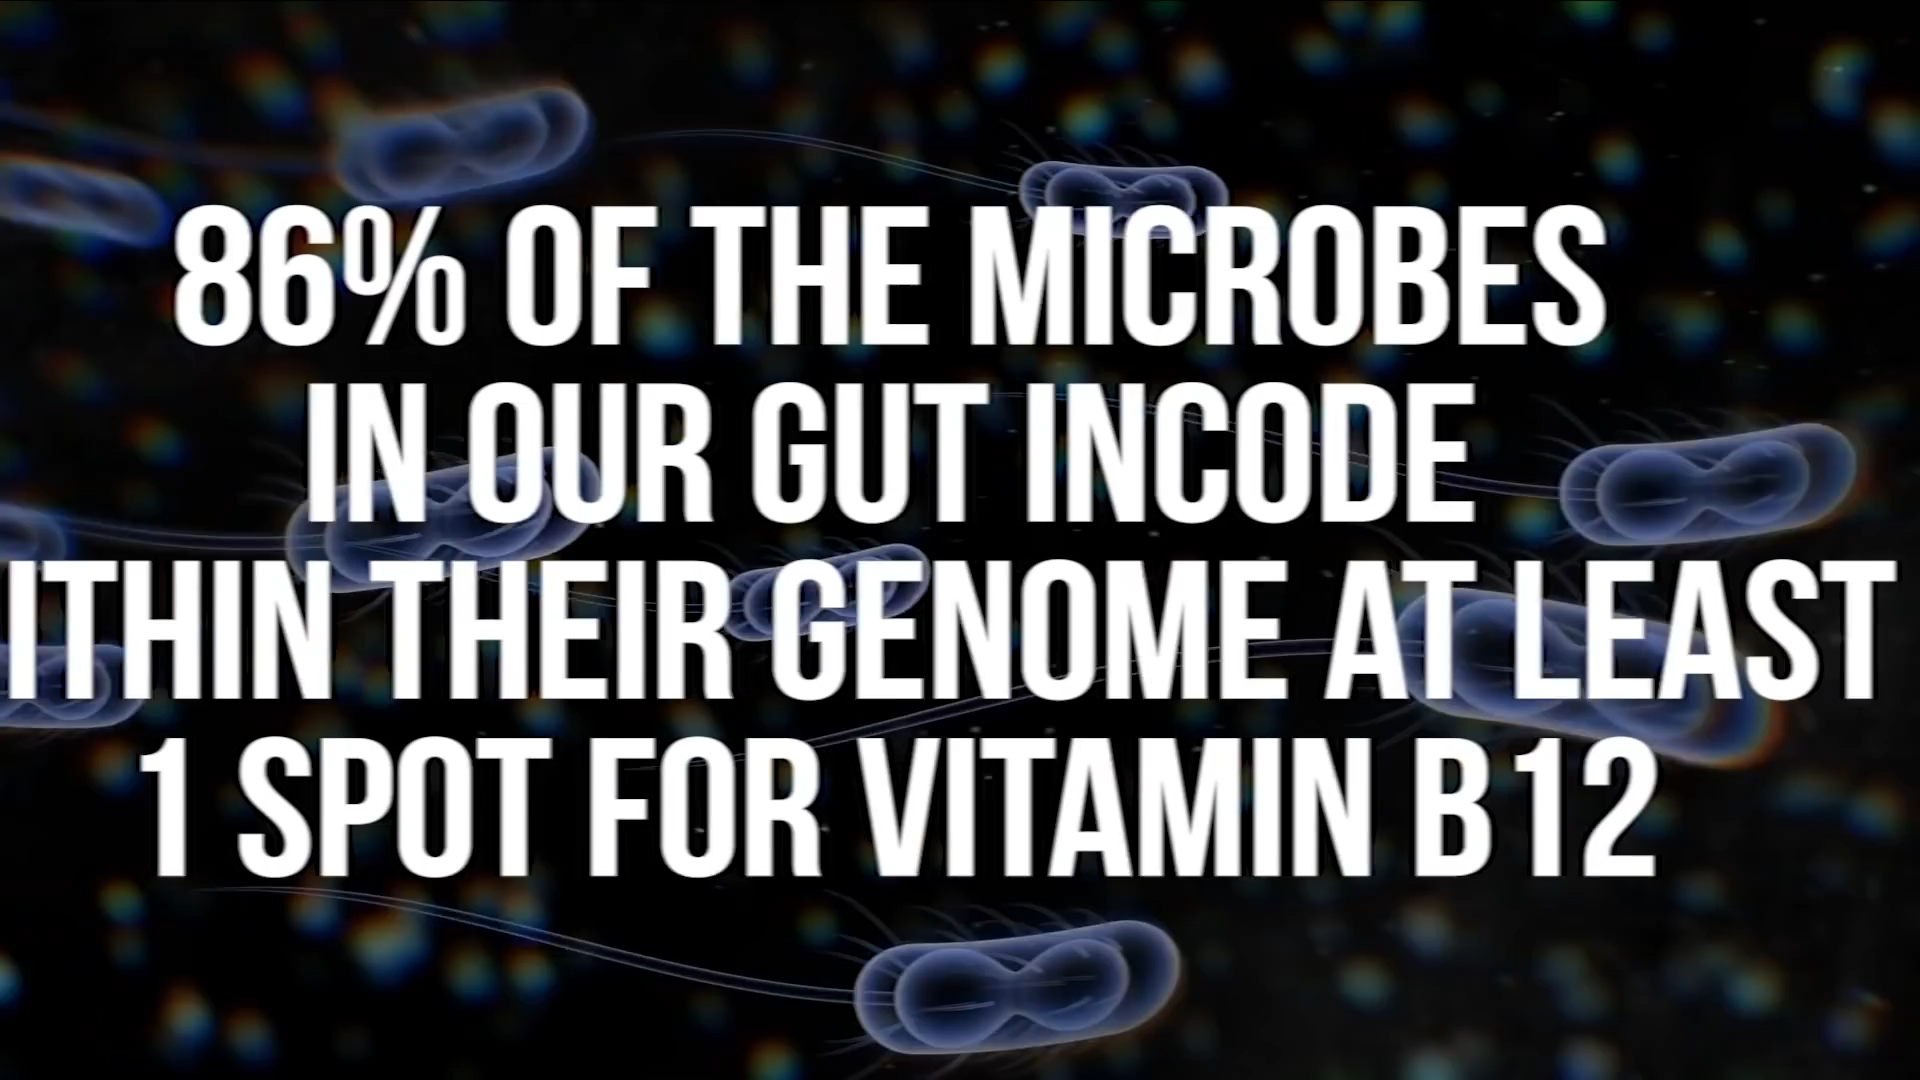 86% OF THE MICROBES
IN OUR GUT INCODE
ITHIN THEIR GENOME AT LEAST
1 SPOT FOR VITAMIN B12